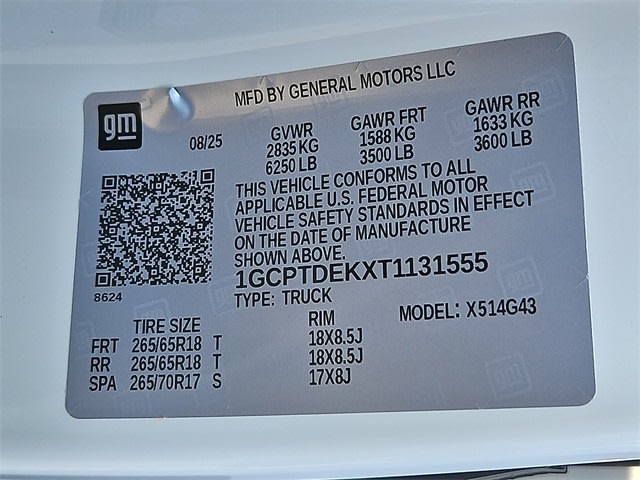 MFD BY GENERAL MOTORS LLC
gm
08/25
GVWR GAWR FRT GAWR RR
2835 KG 1588 KG 1633 KG
6250 LB 3500 LB 3600 LB
THIS VEHICLE CONFORMS TO ALL
APPLICABLE U.S. FEDERAL MOTOR
VEHICLE SAFETY STANDARDS IN EFFECT
ON THE DATE OF MANUFACTURE
SHOWN ABOVE.
1GCPTDEKXT1131555
8624
TYPE: TRUCK
MODEL: X514G43
TIRE SIZE RIM
FRT 265/65R18 T 18X8.5J
RR 265/65R18 T 18X8.5J
SPA 265/70R17 S 17X8J